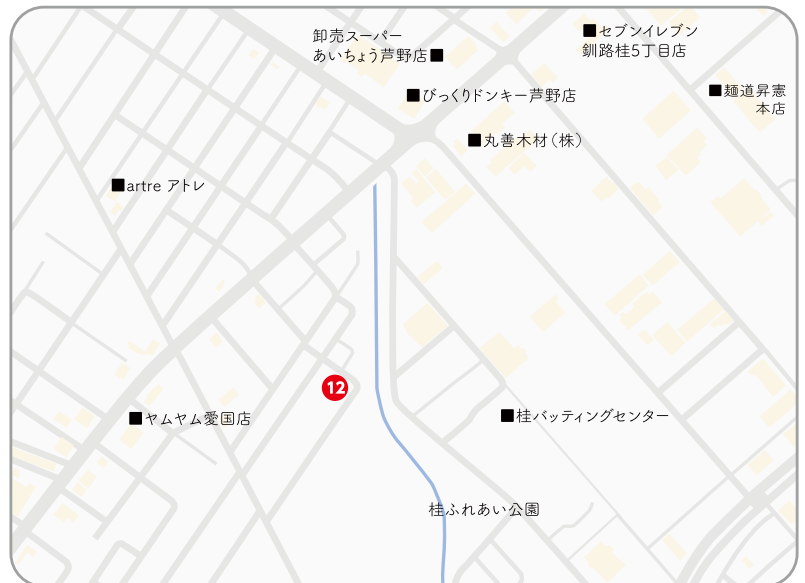 卸売スーパー
あいちょう芦野店
セブンイレブン
釧路桂5丁目店
びっくりドンキー芦野店
麺道昇憲
本店
丸善木材（株）
artre アトレ
12
ヤムヤム愛国店
桂バッティングセンター
桂ふれあい公園